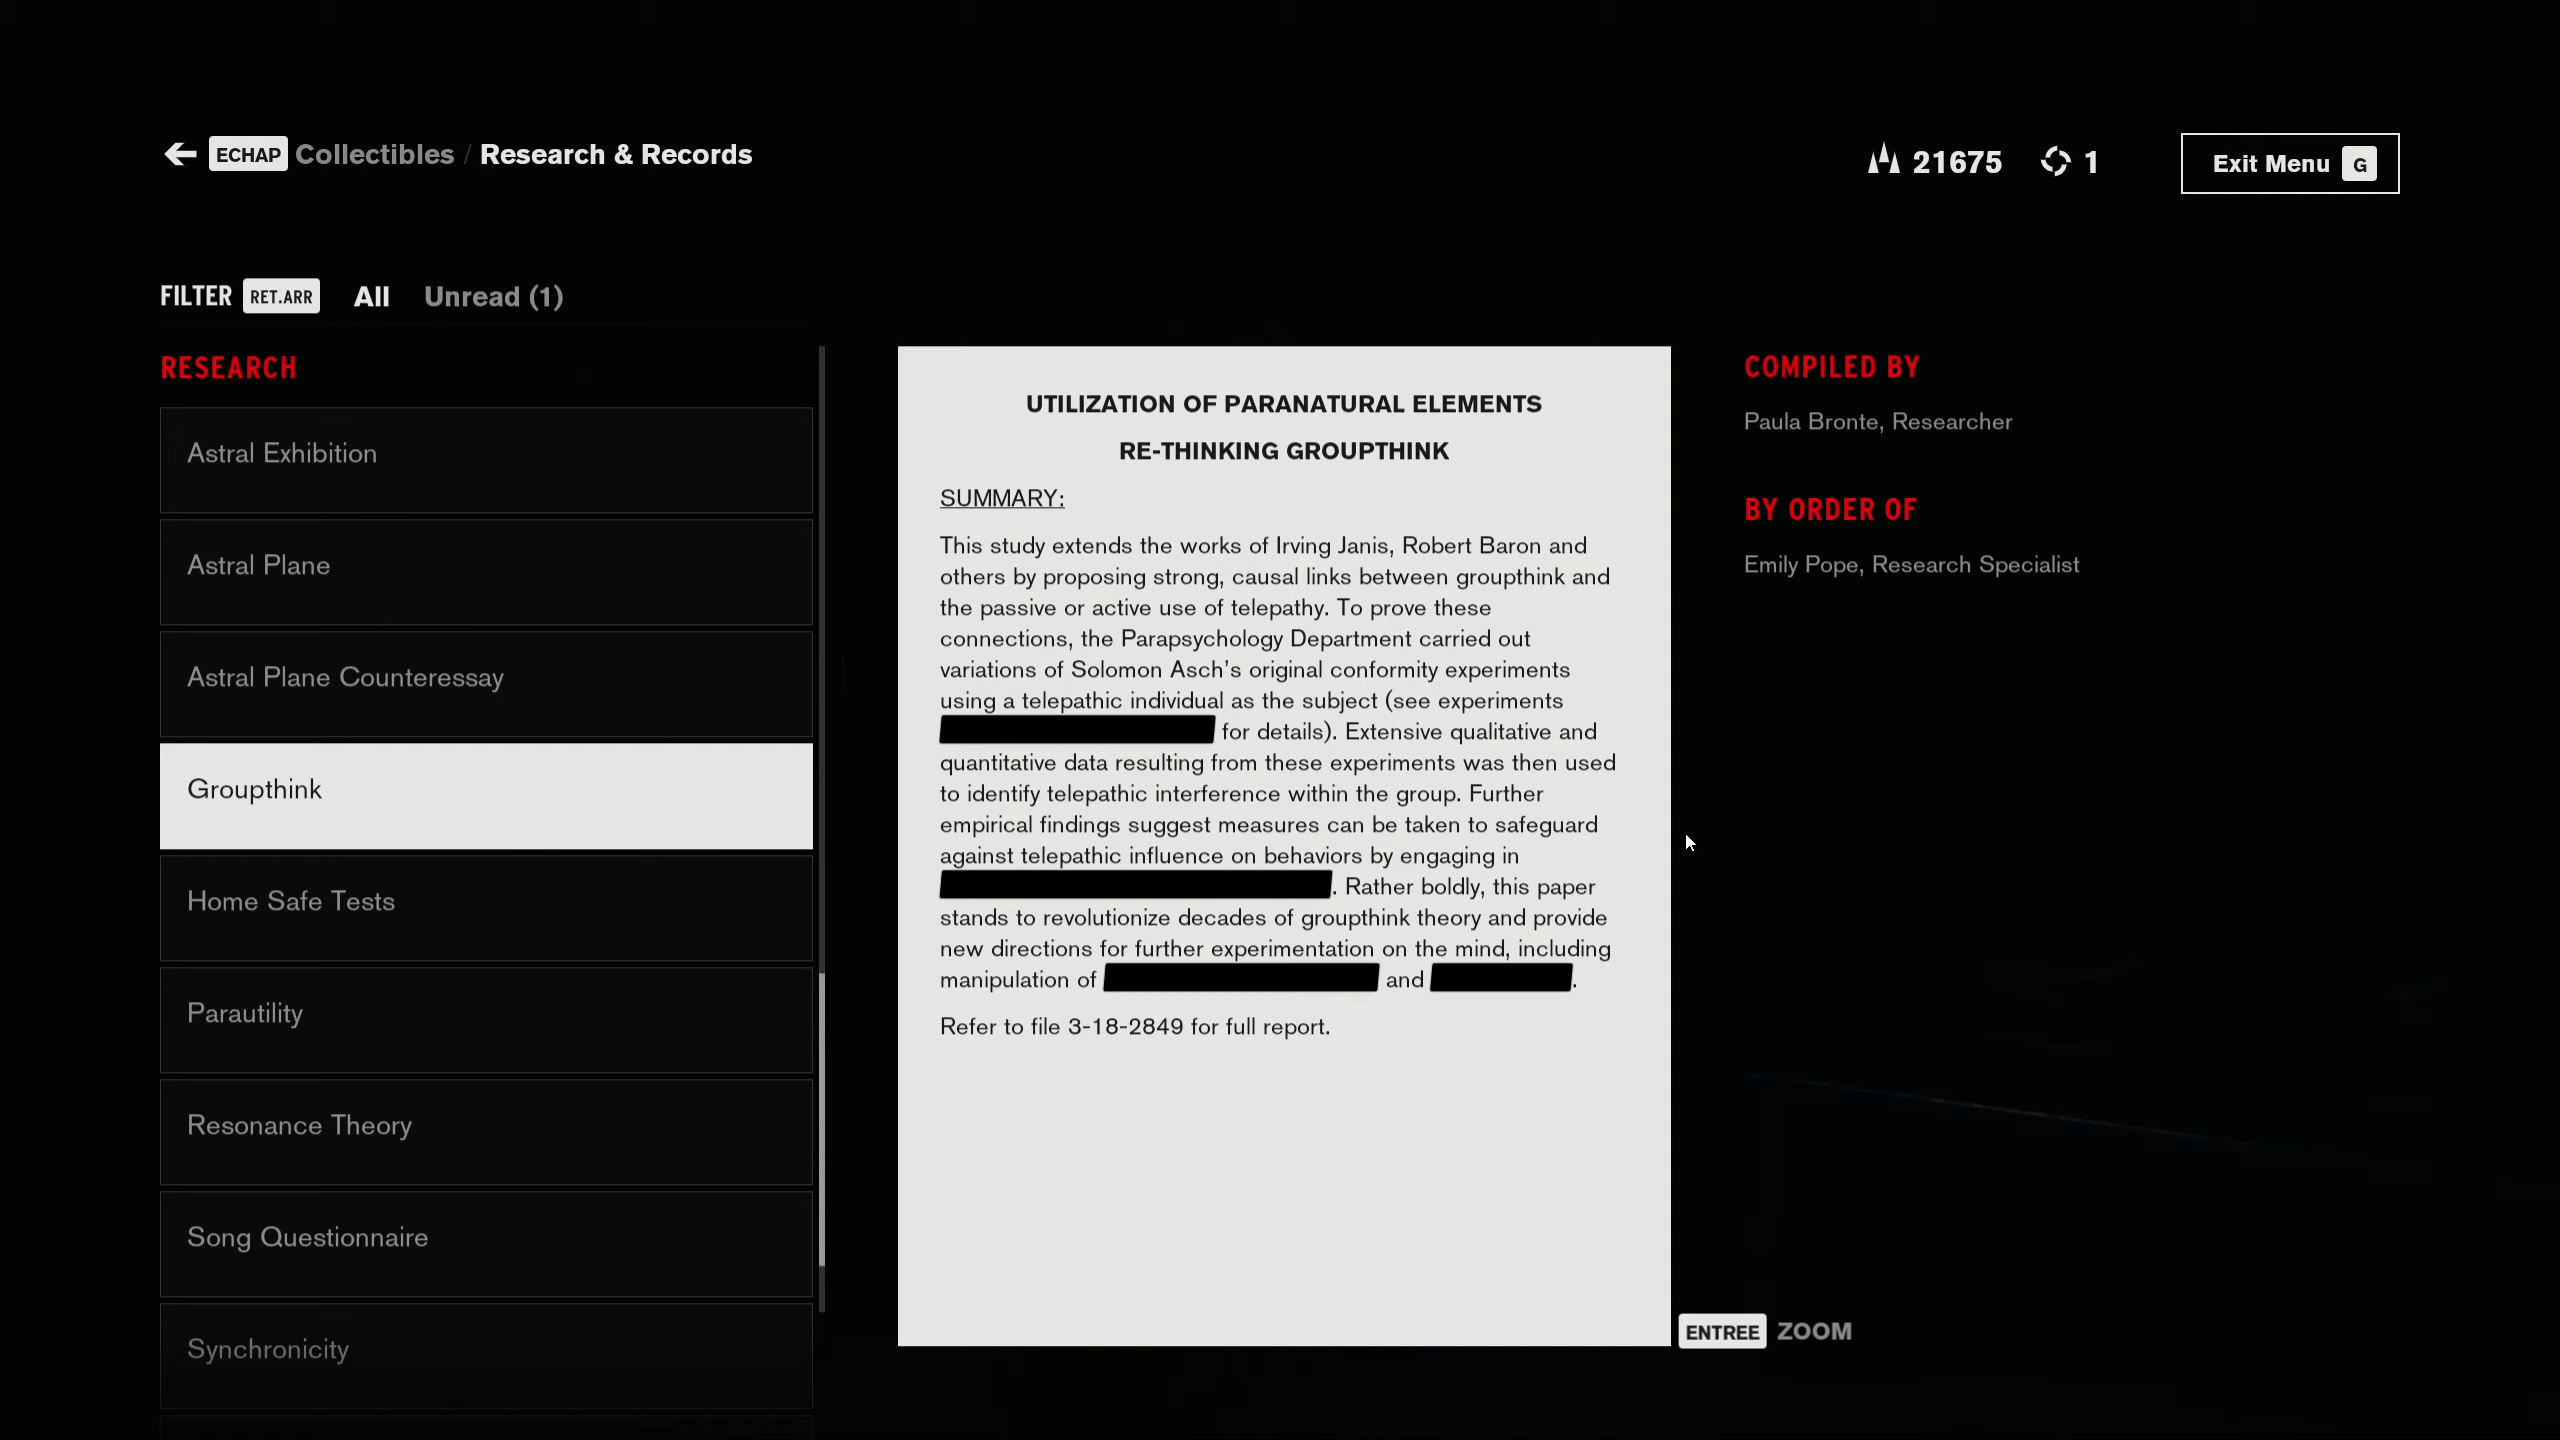 ECHAP Collectibles / Research & Records
21675 1 Exit Menu G
FILTER RET.ARR All Unread (1)
RESEARCH
Astral Exhibition
Astral Plane
Astral Plane Counteressay
Groupthink
Home Safe Tests
Parautility
Resonance Theory
Song Questionnaire
Synchronicity
UTILIZATION OF PARANATURAL ELEMENTS
RE-THINKING GROUPTHINK
SUMMARY:
This study extends the works of Irving Janis, Robert Baron and
others by proposing strong, causal links between groupthink and
the passive or active use of telepathy. To prove these
connections, the Parapsychology Department carried out
variations of Solomon Asch's original conformity experiments
using a telepathic individual as the subject (see experiments
for details). Extensive qualitative and
quantitative data resulting from these experiments was then used
to identify telepathic interference within the group. Further
empirical findings suggest measures can be taken to safeguard
against telepathic influence on behaviors by engaging in
. Rather boldly, this paper
stands to revolutionize decades of groupthink theory and provide
new directions for further experimentation on the mind, including
manipulation of and .
Refer to file 3-18-2849 for full report.
COMPILED BY
Paula Bronte, Researcher
BY ORDER OF
Emily Pope, Research Specialist
ENTREE ZOOM